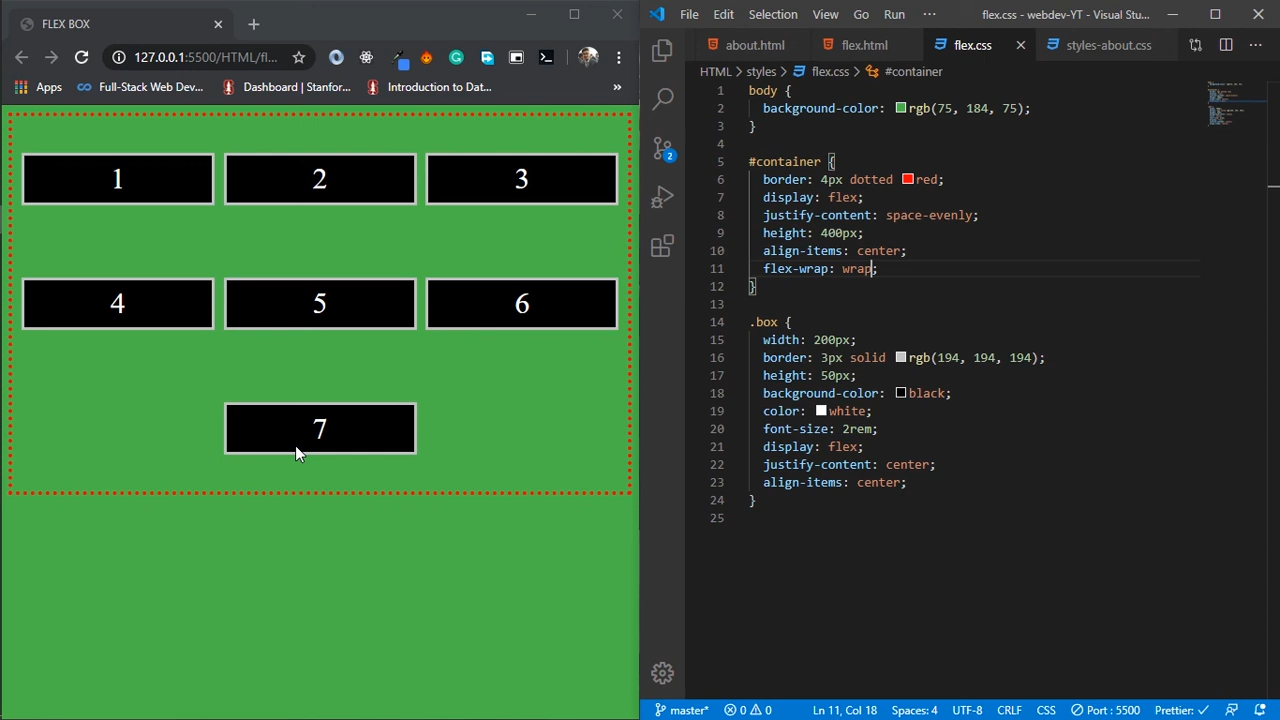 FLEX BOX
127.0.0.1:5500/HTML/fl...
Apps Full-Stack Web Dev... Dashboard | Stanfor... Introduction to Dat... »
1 2 3
4 5 6
7
File Edit Selection View Go Run ··· flex.css - webdev-YT - Visual Stu...
about.html flex.html flex.css styles-about.css
HTML > styles > flex.css > #container
1 body {
2 background-color: rgb(75, 184, 75);
3 }
4
5 #container {
6 border: 4px dotted red;
7 display: flex;
8 justify-content: space-evenly;
9 height: 400px;
10 align-items: center;
11 flex-wrap: wrap;
12 }
13
14 .box {
15 width: 200px;
16 border: 3px solid rgb(194, 194, 194);
17 height: 50px;
18 background-color: black;
19 color: white;
20 font-size: 2rem;
21 display: flex;
22 justify-content: center;
23 align-items: center;
24 }
25
2
master* 0 0 Ln 11, Col 18 Spaces: 4 UTF-8 CRLF CSS Port : 5500 Prettier: ✓